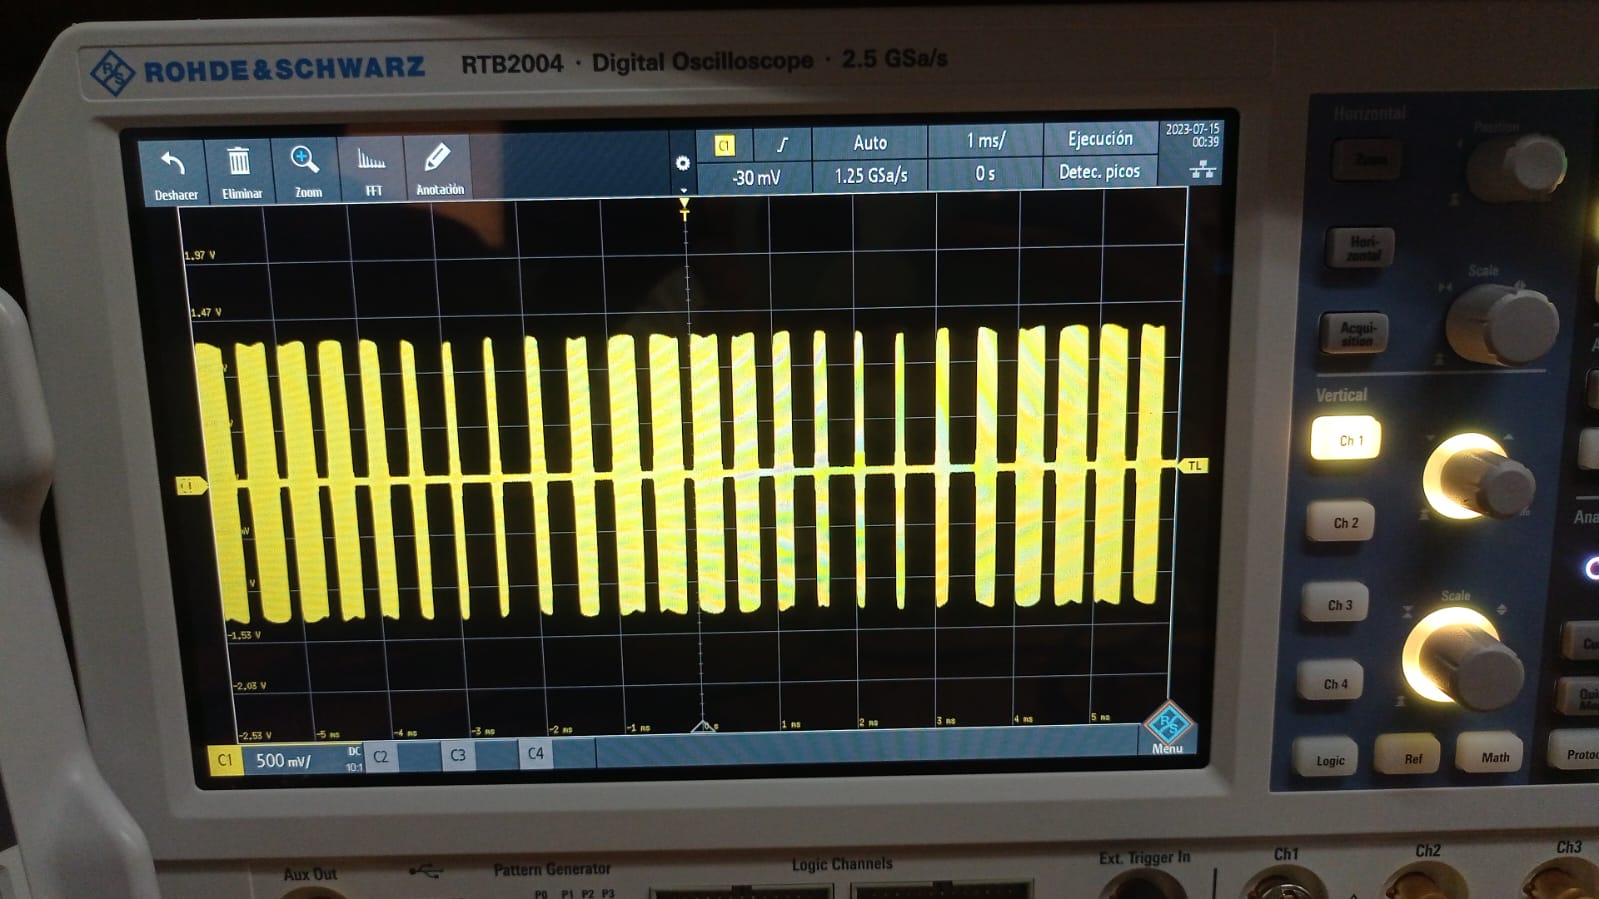 ROHDE&SCHWARZ RTB2004 · Digital Oscilloscope · 2.5 GSa/s
Deshacer Eliminar Zoom FFT Anotación
C1 Auto 1 ms/ Ejecución 2023-07-15
00:39
-30 mV 1.25 GSa/s 0 s Detec. picos
T
1.97 V
1.47 V
V
TL
mV
V
-1.53 V
-2.03 V
-2.53 V -5 ms -4 ms -3 ms -2 ms -1 ms 0 s 1 ms 2 ms 3 ms 4 ms 5 ms
C1 500 mV/ DC
10:1
C2 C3 C4
Menu
Horizontal
Position
Zoom
Hori-
zontal
Scale
Acqui-
sition
Vertical
Ch 1
Ch 2
Ch 3
Scale
Ch 4
Logic Ref Math
Aux Out Pattern Generator Logic Channels Ext. Trigger In Ch1 Ch2 Ch3
P0 P1 P2 P3